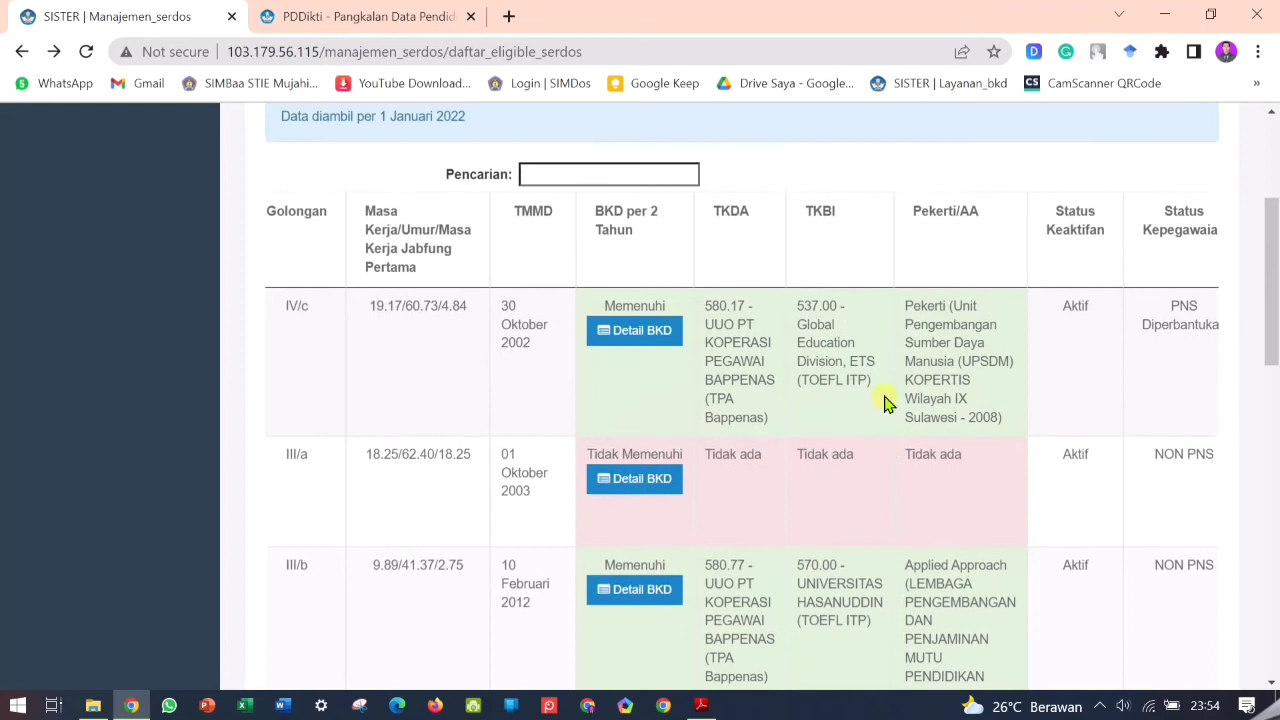 SISTER | Manajemen_serdos
PDDikti - Pangkalan Data Pendid
Not secure
103.179.56.115/manajemen_serdos/daftar_eligible_serdos
WhatsApp
Gmail
SIMBaa STIE Mujahi...
YouTube Download...
Login | SIMDos
Google Keep
Drive Saya - Google...
SISTER | Layanan_bkd
CS
CamScanner QRCode
»
Data diambil per 1 Januari 2022
Pencarian:
Golongan
Masa
Kerja/Umur/Masa
Kerja Jabfung
Pertama
TMMD
BKD per 2
Tahun
TKDA
TKBI
Pekerti/AA
Status
Keaktifan
Status
Kepegawaia
IV/c
19.17/60.73/4.84
30
Oktober
2002
Memenuhi
Detail BKD
580.17 -
UUO PT
KOPERASI
PEGAWAI
BAPPENAS
(TPA
Bappenas)
537.00 -
Global
Education
Division, ETS
(TOEFL ITP)
Pekerti (Unit
Pengembangan
Sumber Daya
Manusia (UPSDM)
KOPERTIS
Wilayah IX
Sulawesi - 2008)
Aktif
PNS
Diperbantuka
III/a
18.25/62.40/18.25
01
Oktober
2003
Tidak Memenuhi
Detail BKD
Tidak ada
Tidak ada
Tidak ada
Aktif
NON PNS
III/b
9.89/41.37/2.75
10
Februari
2012
Memenuhi
Detail BKD
580.77 -
UUO PT
KOPERASI
PEGAWAI
BAPPENAS
(TPA
Bappenas)
570.00 -
UNIVERSITAS
HASANUDDIN
(TOEFL ITP)
Applied Approach
(LEMBAGA
PENGEMBANGAN
DAN
PENJAMINAN
MUTU
PENDIDIKAN
Aktif
NON PNS
26°C Berawan
23:54